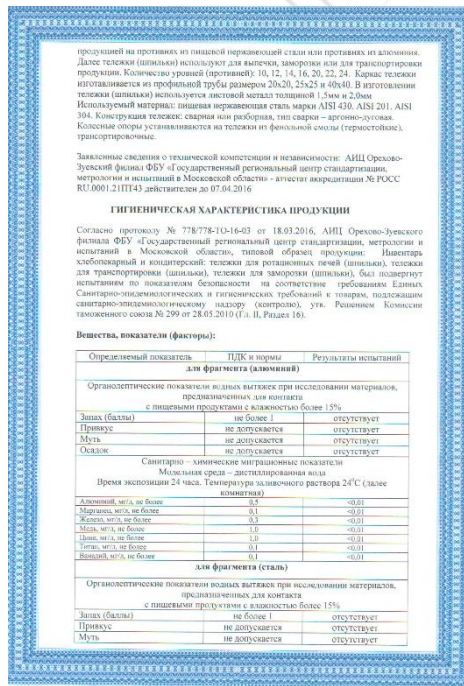 продукцией на противнях из пищевой нержавеющей стали или противнях из алюминия.
Далее тележки (шпильки) используют для выпечки, заморозки или для транспортировки
продукции. Количество уровней (противней): 10, 12, 14, 16, 20, 22, 24. Каркас тележки
изготавливается из профильной трубы размером 20х20, 25х25 и 40х40. В изготовлении
тележки (шпильки) используется листовой металл толщиной 1,5мм и 2,0мм
Используемый материал: пищевая нержавеющая сталь марки AISI 430, AISI 201, AISI
304. Конструкция тележек: сварная или разборная, тип сварки – аргонно-дуговая.
Колесные опоры устанавливаются на тележки из фенольной смолы (термостойкие),
транспортировочные.
Заявленные сведения о технической компетенции и независимости: АИЦ Орехово-
Зуевский филиал ФБУ «Государственный региональный центр стандартизации,
метрологии и испытаний в Московской области» - аттестат аккредитации № РОСС
RU.0001.21ПТ43 действителен до 07.04.2016
ГИГИЕНИЧЕСКАЯ ХАРАКТЕРИСТИКА ПРОДУКЦИИ
Согласно протоколу № 778/778-ТО-16-03 от 18.03.2016, АИЦ Орехово-Зуевского
филиала ФБУ «Государственный региональный центр стандартизации, метрологии и
испытаний в Московской области», типовой образец продукции: Инвентарь
хлебопекарный и кондитерский: тележки для ротационных печей (шпильки), тележки
для транспортировки (шпильки), тележки для заморозки (шпильки), был подвергнут
испытаниям по показателям безопасности на соответствие требованиям Единых
Санитарно-эпидемиологических и гигиенических требований к товарам, подлежащим
санитарно-эпидемиологическому надзору (контролю), утв. Решением Комиссии
таможенного союза № 299 от 28.05.2010 (Гл. II, Раздел 16).
Вещества, показатели (факторы):
Определяемый показатель ПДК и нормы Результаты испытаний
для фрагмента (алюминий)
Органолептические показатели водных вытяжек при исследовании материалов,
предназначенных для контакта
с пищевыми продуктами с влажностью более 15%
Запах (баллы) не более 1 отсутствует
Привкус не допускается отсутствует
Муть не допускается отсутствует
Осадок не допускается отсутствует
Санитарно – химические миграционные показатели
Модельная среда – дистиллированная вода
Время экспозиции 24 часа. Температура заливочного раствора 24°С (далее
комнатная)
Алюминий, мг/л, не более 0,5 <0,01
Марганец, мг/л, не более 0,1 <0,01
Железо, мг/л, не более 0,3 <0,01
Медь, мг/л, не более 1,0 <0,01
Цинк, мг/л, не более 1,0 <0,01
Титан, мг/л, не более 0,1 <0,01
Ванадий, мг/л, не более 0,1 <0,01
для фрагмента (сталь)
Органолептические показатели водных вытяжек при исследовании материалов,
предназначенных для контакта
с пищевыми продуктами с влажностью более 15%
Запах (баллы) не более 1 отсутствует
Привкус не допускается отсутствует
Муть не допускается отсутствует